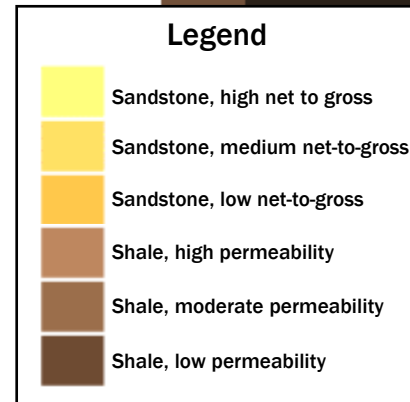 Legend
Sandstone, high net to gross
Sandstone, medium net-to-gross
Sandstone, low net-to-gross
Shale, high permeability
Shale, moderate permeability
Shale, low permeability